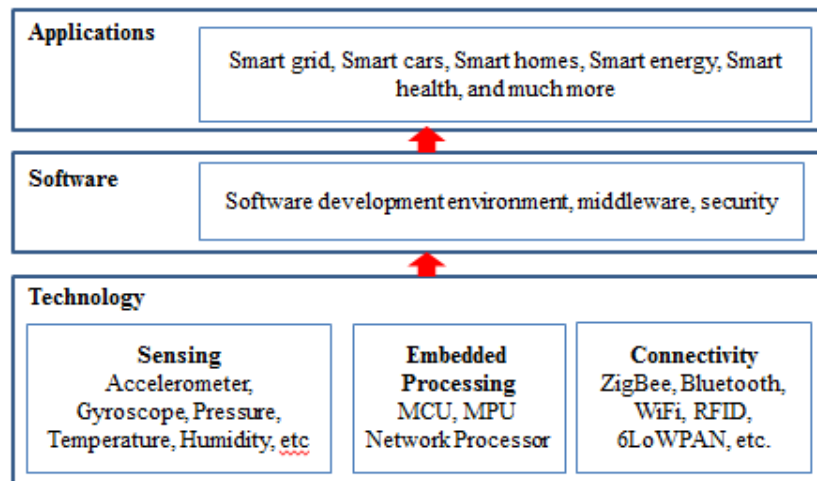 Applications
Smart grid, Smart cars, Smart homes, Smart energy, Smart
health, and much more
Software
Software development environment, middleware, security
Technology
Sensing
Accelerometer,
Gyroscope, Pressure,
Temperature, Humidity, etc
Embedded
Processing
MCU, MPU
Network Processor
Connectivity
ZigBee, Bluetooth,
WiFi, RFID,
6LoWPAN, etc.